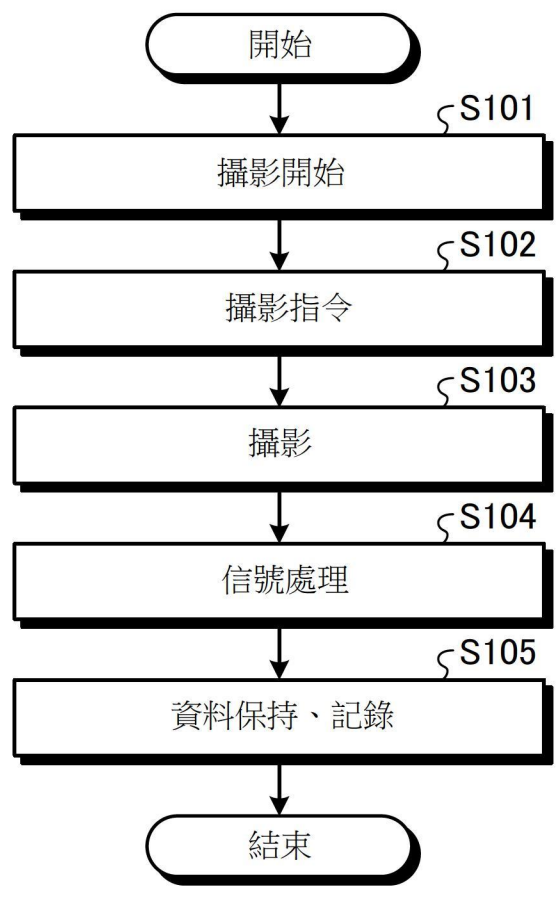 開始
S101
攝影開始
S102
攝影指令
S103
攝影
S104
信號處理
S105
資料保持、記錄
結束